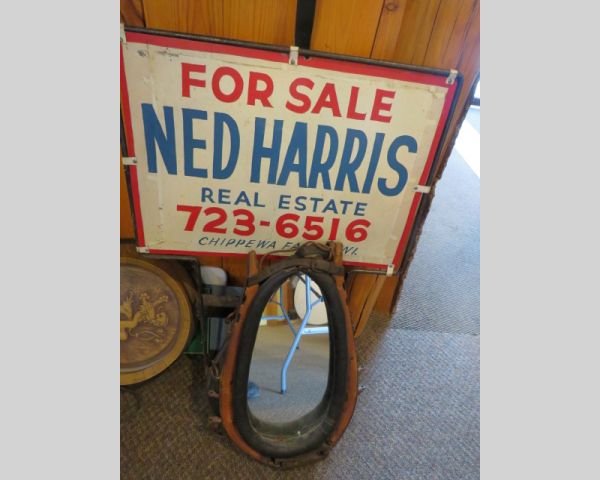 FOR SALE
NED HARRIS
REAL ESTATE
723-6516
CHIPPEWA FALLS, WI.